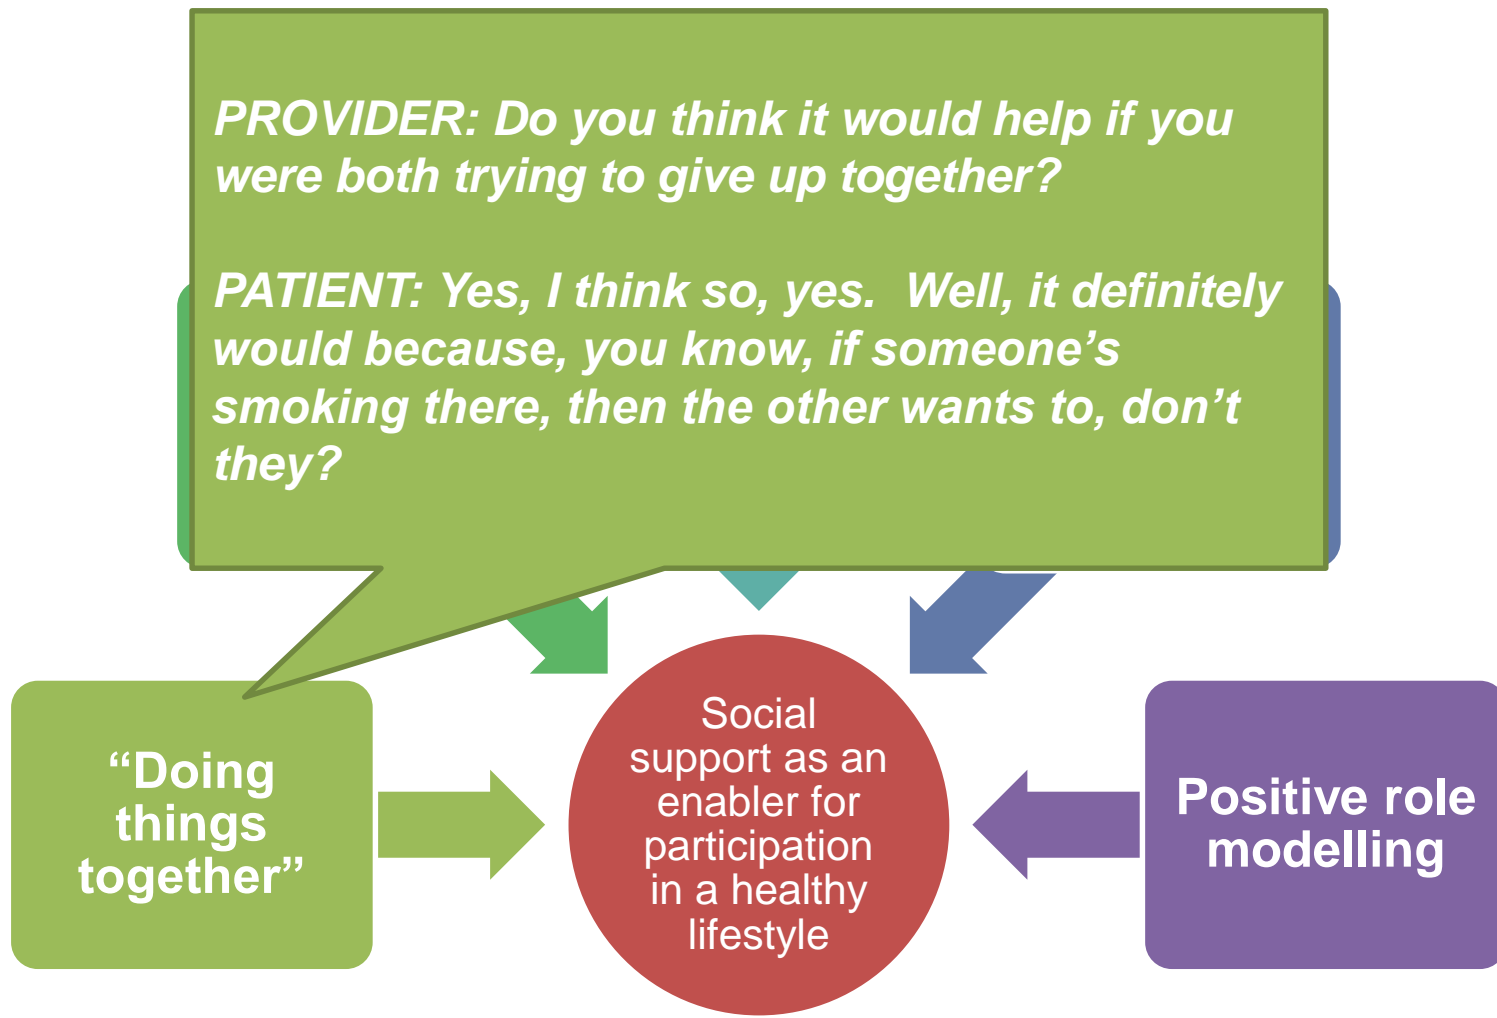 PROVIDER: Do you think it would help if you
were both trying to give up together?
PATIENT: Yes, I think so, yes.  Well, it definitely
would because, you know, if someone’s
smoking there, then the other wants to, don’t
they?
“Doing
things
together”
Social
support as an
enabler for
participation
in a healthy
lifestyle
Positive role
modelling